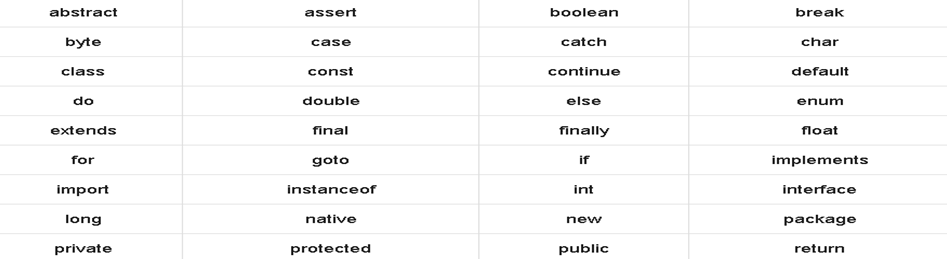 abstract assert boolean break
byte case catch char
class const continue default
do double else enum
extends final finally float
for goto if implements
import instanceof int interface
long native new package
private protected public return